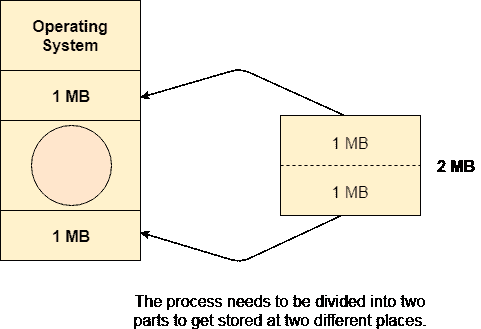 Operating
System
1 MB
1 MB
1 MB
2 MB
1 MB
The process needs to be divided into two
parts to get stored at two different places.